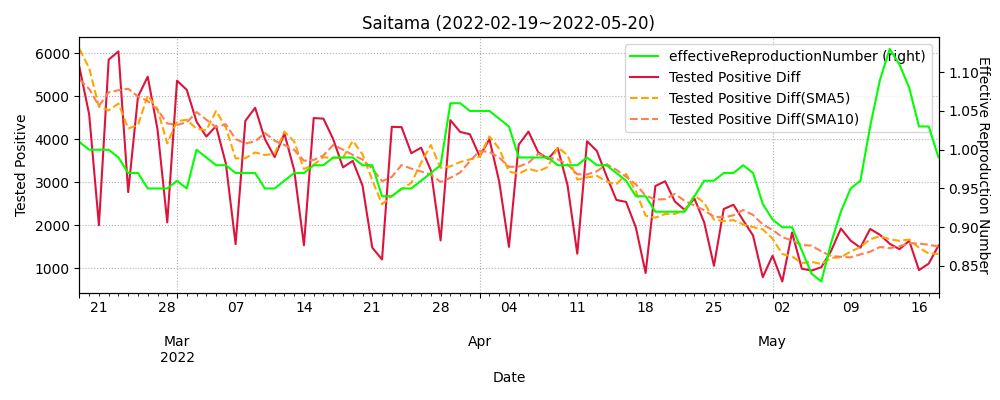 Saitama (2022-02-19~2022-05-20)
effectiveReproductionNumber (right)
Tested Positive Diff
Tested Positive Diff(SMA5)
Tested Positive Diff(SMA10)
Tested Positive
6000
5000
4000
3000
2000
1000
1.10
1.05
1.00
0.95
0.90
0.85
Effective Reproduction Number
21 28 07 14 21 28 04 11 18 25 02 09 16
Mar Apr May
2022
Date